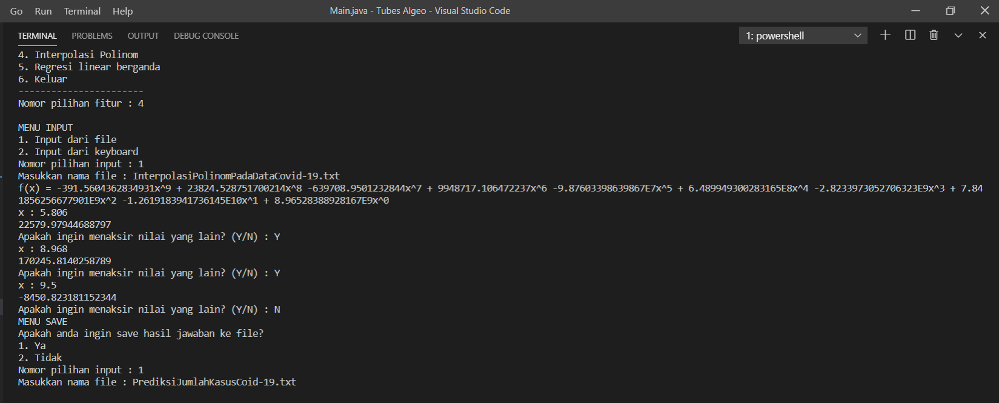 Go Run Terminal Help Main.java - Tubes Algeo - Visual Studio Code
TERMINAL PROBLEMS OUTPUT DEBUG CONSOLE 1: powershell
4. Interpolasi Polinom
5. Regresi linear berganda
6. Keluar
-----------------------
Nomor pilihan fitur : 4
MENU INPUT
1. Input dari file
2. Input dari keyboard
Nomor pilihan input : 1
Masukkan nama file : InterpolasiPolinomPadaDataCovid-19.txt
f(x) = -391.5604362834931x^9 + 23824.528751700214x^8 -639708.9501232844x^7 + 9948717.106472237x^6 -9.87603398639867E7x^5 + 6.489949300283165E8x^4 -2.8233973052706323E9x^3 + 7.84
1856256677901E9x^2 -1.2619183941736145E10x^1 + 8.96528388928167E9x^0
x : 5.806
22579.97944688797
Apakah ingin menaksir nilai yang lain? (Y/N) : Y
x : 8.968
170245.8140258789
Apakah ingin menaksir nilai yang lain? (Y/N) : Y
x : 9.5
-8450.823181152344
Apakah ingin menaksir nilai yang lain? (Y/N) : N
MENU SAVE
Apakah anda ingin save hasil jawaban ke file?
1. Ya
2. Tidak
Nomor pilihan input : 1
Masukkan nama file : PrediksiJumlahKasusCoid-19.txt